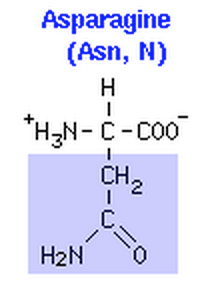 Asparagine
(Asn, N)
H
+H3N–C–COO−
CH2
C
H2N O